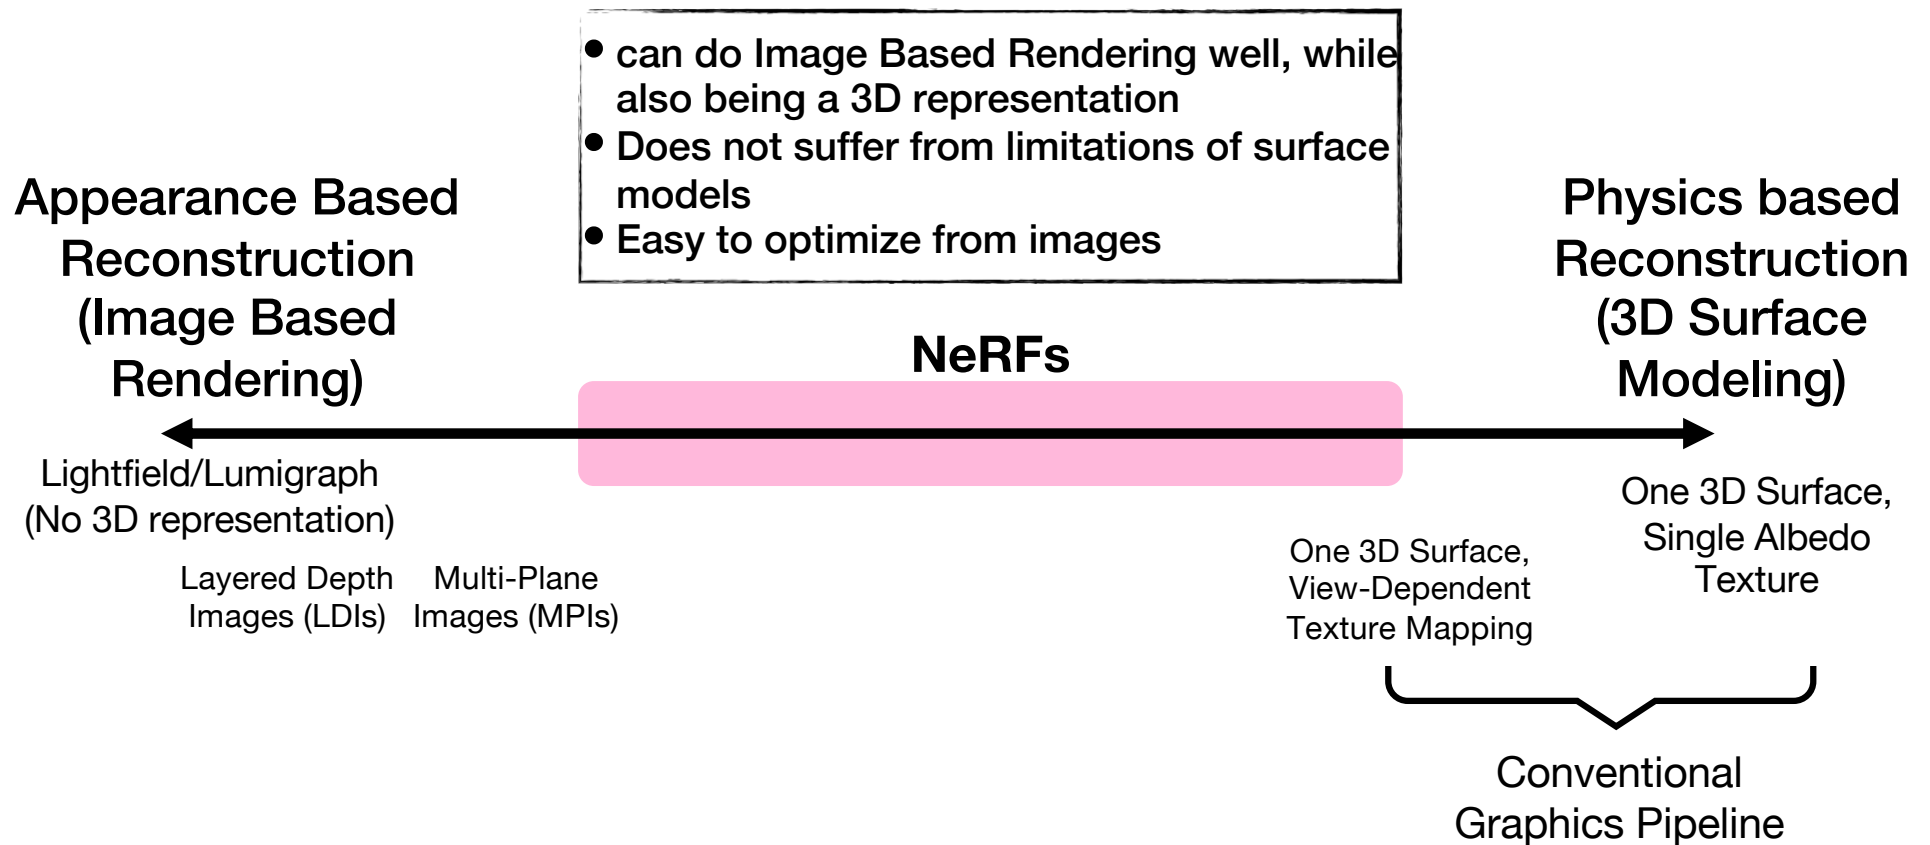 • can do Image Based Rendering well, while
also being a 3D representation
• Does not suffer from limitations of surface
models
• Easy to optimize from images
Appearance Based
Reconstruction
(Image Based
Rendering)
NeRFs
Physics based
Reconstruction
(3D Surface
Modeling)
Lightfield/Lumigraph
(No 3D representation)
Layered Depth
Images (LDIs)
Multi-Plane
Images (MPIs)
One 3D Surface,
View-Dependent
Texture Mapping
One 3D Surface,
Single Albedo
Texture
Conventional
Graphics Pipeline